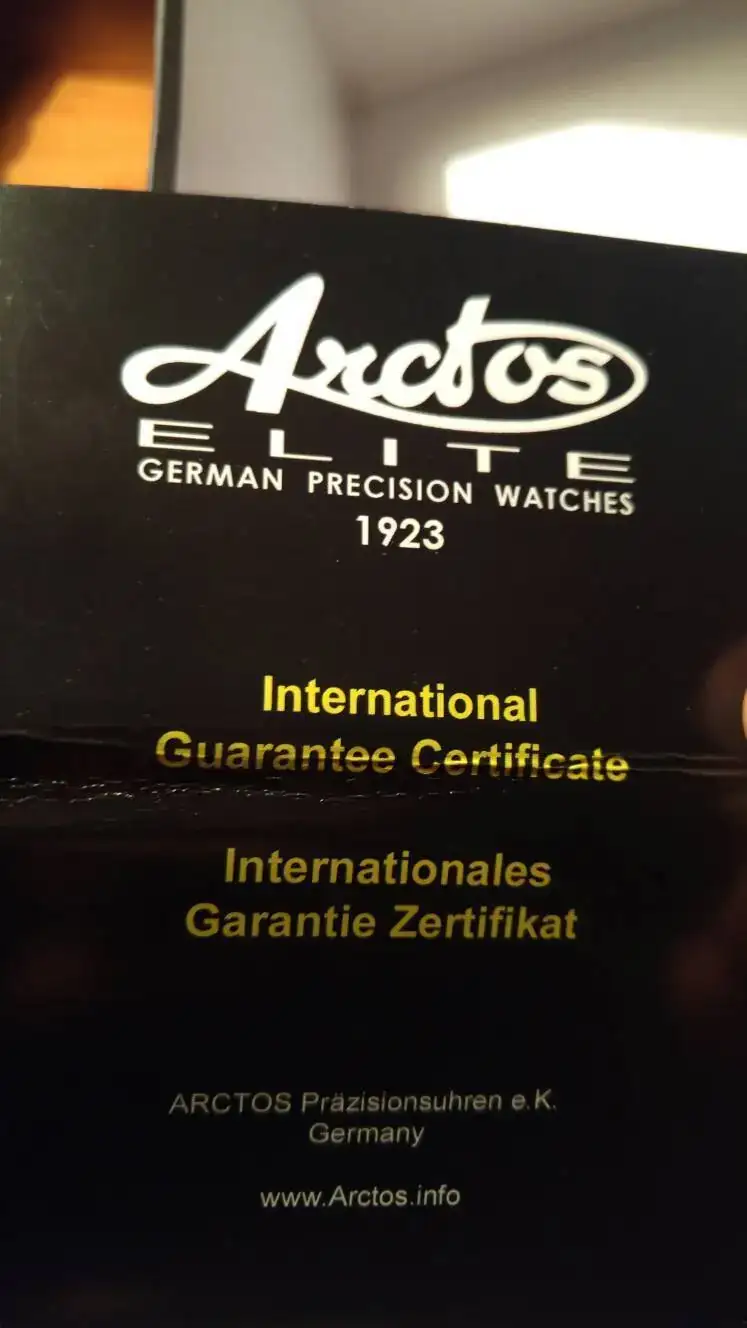 Arctos
ELITE
GERMAN PRECISION WATCHES
1923
International
Guarantee Certificate
Internationales
Garantie Zertifikat
ARCTOS Präzisionsuhren e.K.
Germany
www.Arctos.info